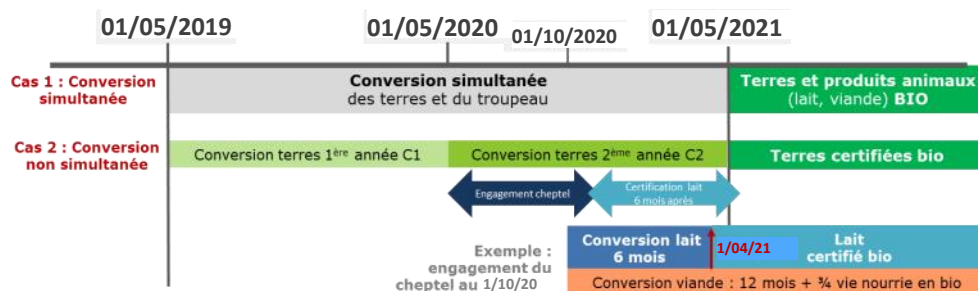 01/05/2019
01/05/2020
01/10/2020
01/05/2021
Cas 1 : Conversion
simultanée
Conversion simultanée
des terres et du troupeau
Terres et produits animaux
(lait, viande) BIO
Cas 2 : Conversion
non simultanée
Conversion terres 1ère année C1
Conversion terres 2ème année C2
Terres certifiées bio
Engagement cheptel
Certification lait
6 mois après
Exemple :
engagement du
cheptel au 1/10/20
Conversion lait
6 mois
1/04/21
Lait
certifié bio
Conversion viande : 12 mois + ¾ vie nourrie en bio